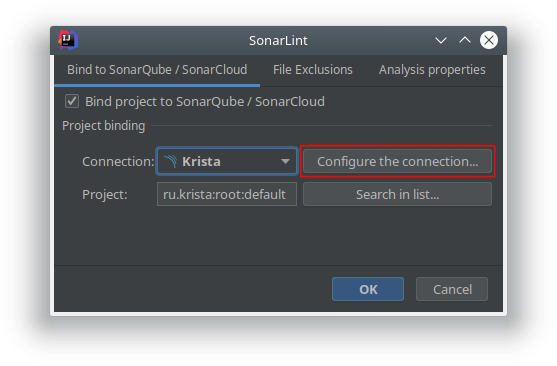 SonarLint
Bind to SonarQube / SonarCloud File Exclusions Analysis properties
Bind project to SonarQube / SonarCloud
Project binding
Connection: Krista Configure the connection...
Project: ru.krista:root:default Search in list...
OK Cancel